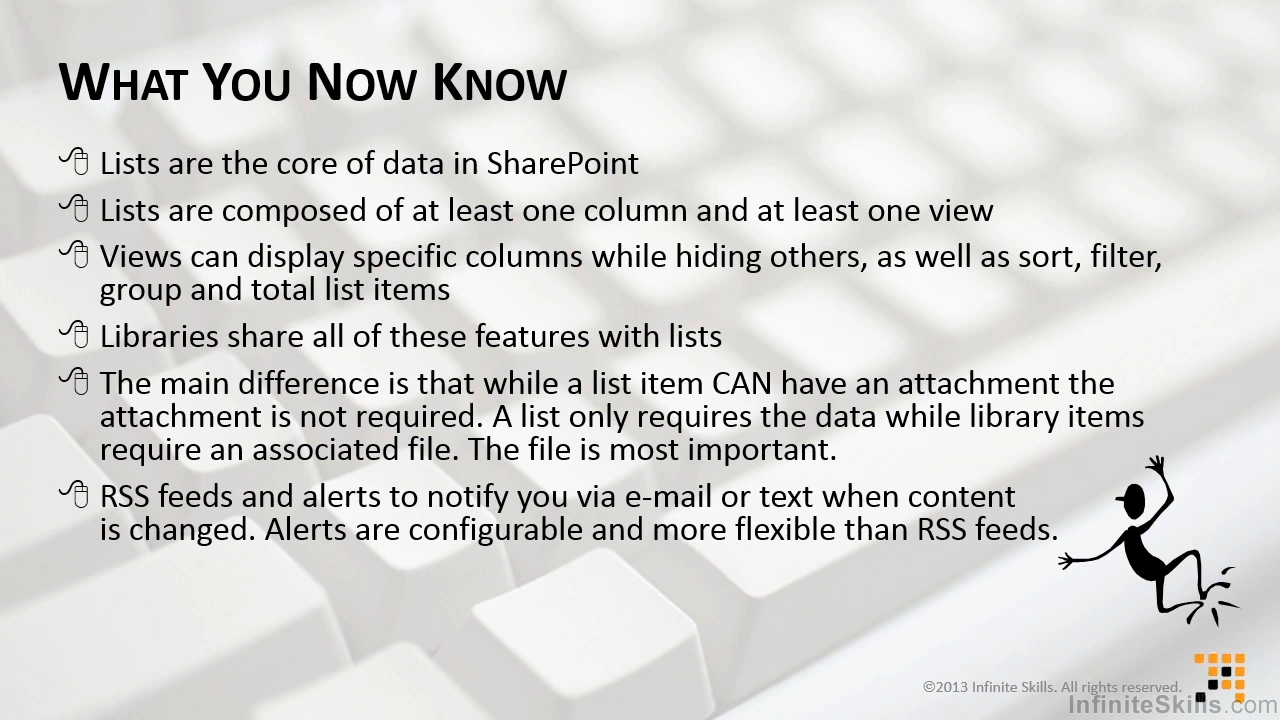 WHAT YOU NOW KNOW
Lists are the core of data in SharePoint
Lists are composed of at least one column and at least one view
Views can display specific columns while hiding others, as well as sort, filter,
group and total list items
Libraries share all of these features with lists
The main difference is that while a list item CAN have an attachment the
attachment is not required. A list only requires the data while library items
require an associated file. The file is most important.
RSS feeds and alerts to notify you via e-mail or text when content
is changed. Alerts are configurable and more flexible than RSS feeds.
©2013 Infinite Skills. All rights reserved.
InfiniteSkills.com